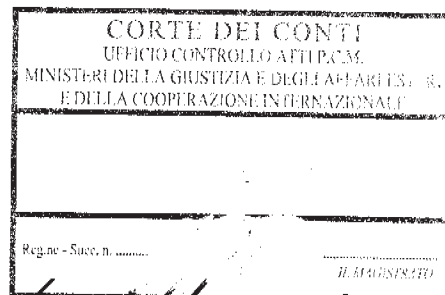 CORTE DEI CONTI
UFFICIO CONTROLLO ATTI P.C.M.
MINISTERI DELLA GIUSTIZIA E DEGLI AFFARI
E DELLA COOPERAZIONE INTERNAZIONALE
Reg.ne - Succ. n. ..........
IL MAGISTRATO